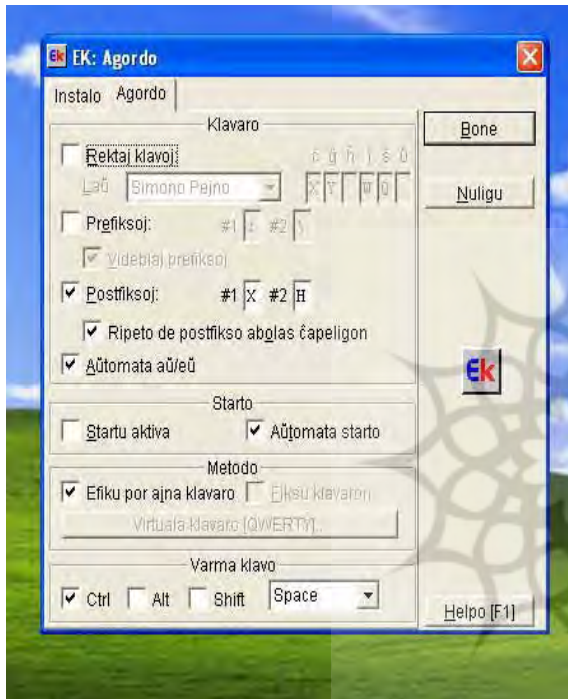 Ek EK: Agordo
Instalo Agordo
Klavaro
Bone
Rektaj klavoj: ĉ ĝ ĥ ĵ ŝ ŭ
Laŭ Simono Pejno X Y W Q
Nuligu
Prefiksoj: #1 #2
Videblaj prefiksoj
Postfiksoj: #1 X #2 H
Ripeto de postfikso abolas ĉapeligon
Aŭtomata aŭ/eŭ
Ek
Starto
Startu aktiva Aŭtomata starto
Metodo
Efiku por ajna klavaro Fiksu klavaron
Virtuala klavaro [QWERTY]...
Varma klavo
Ctrl Alt Shift Space
Helpo [F1]